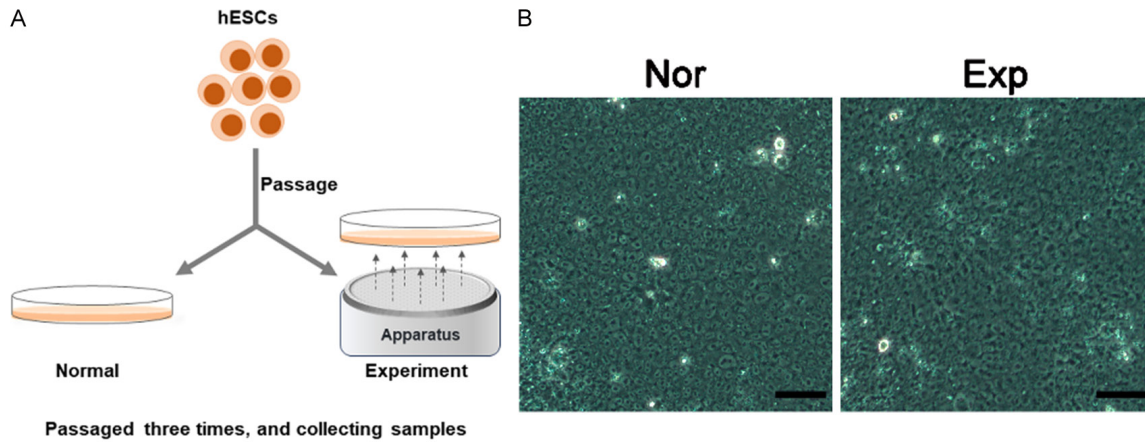 A
hESCs
Passage
Apparatus
Normal
Experiment
Passaged three times, and collecting samples
B
Nor
Exp